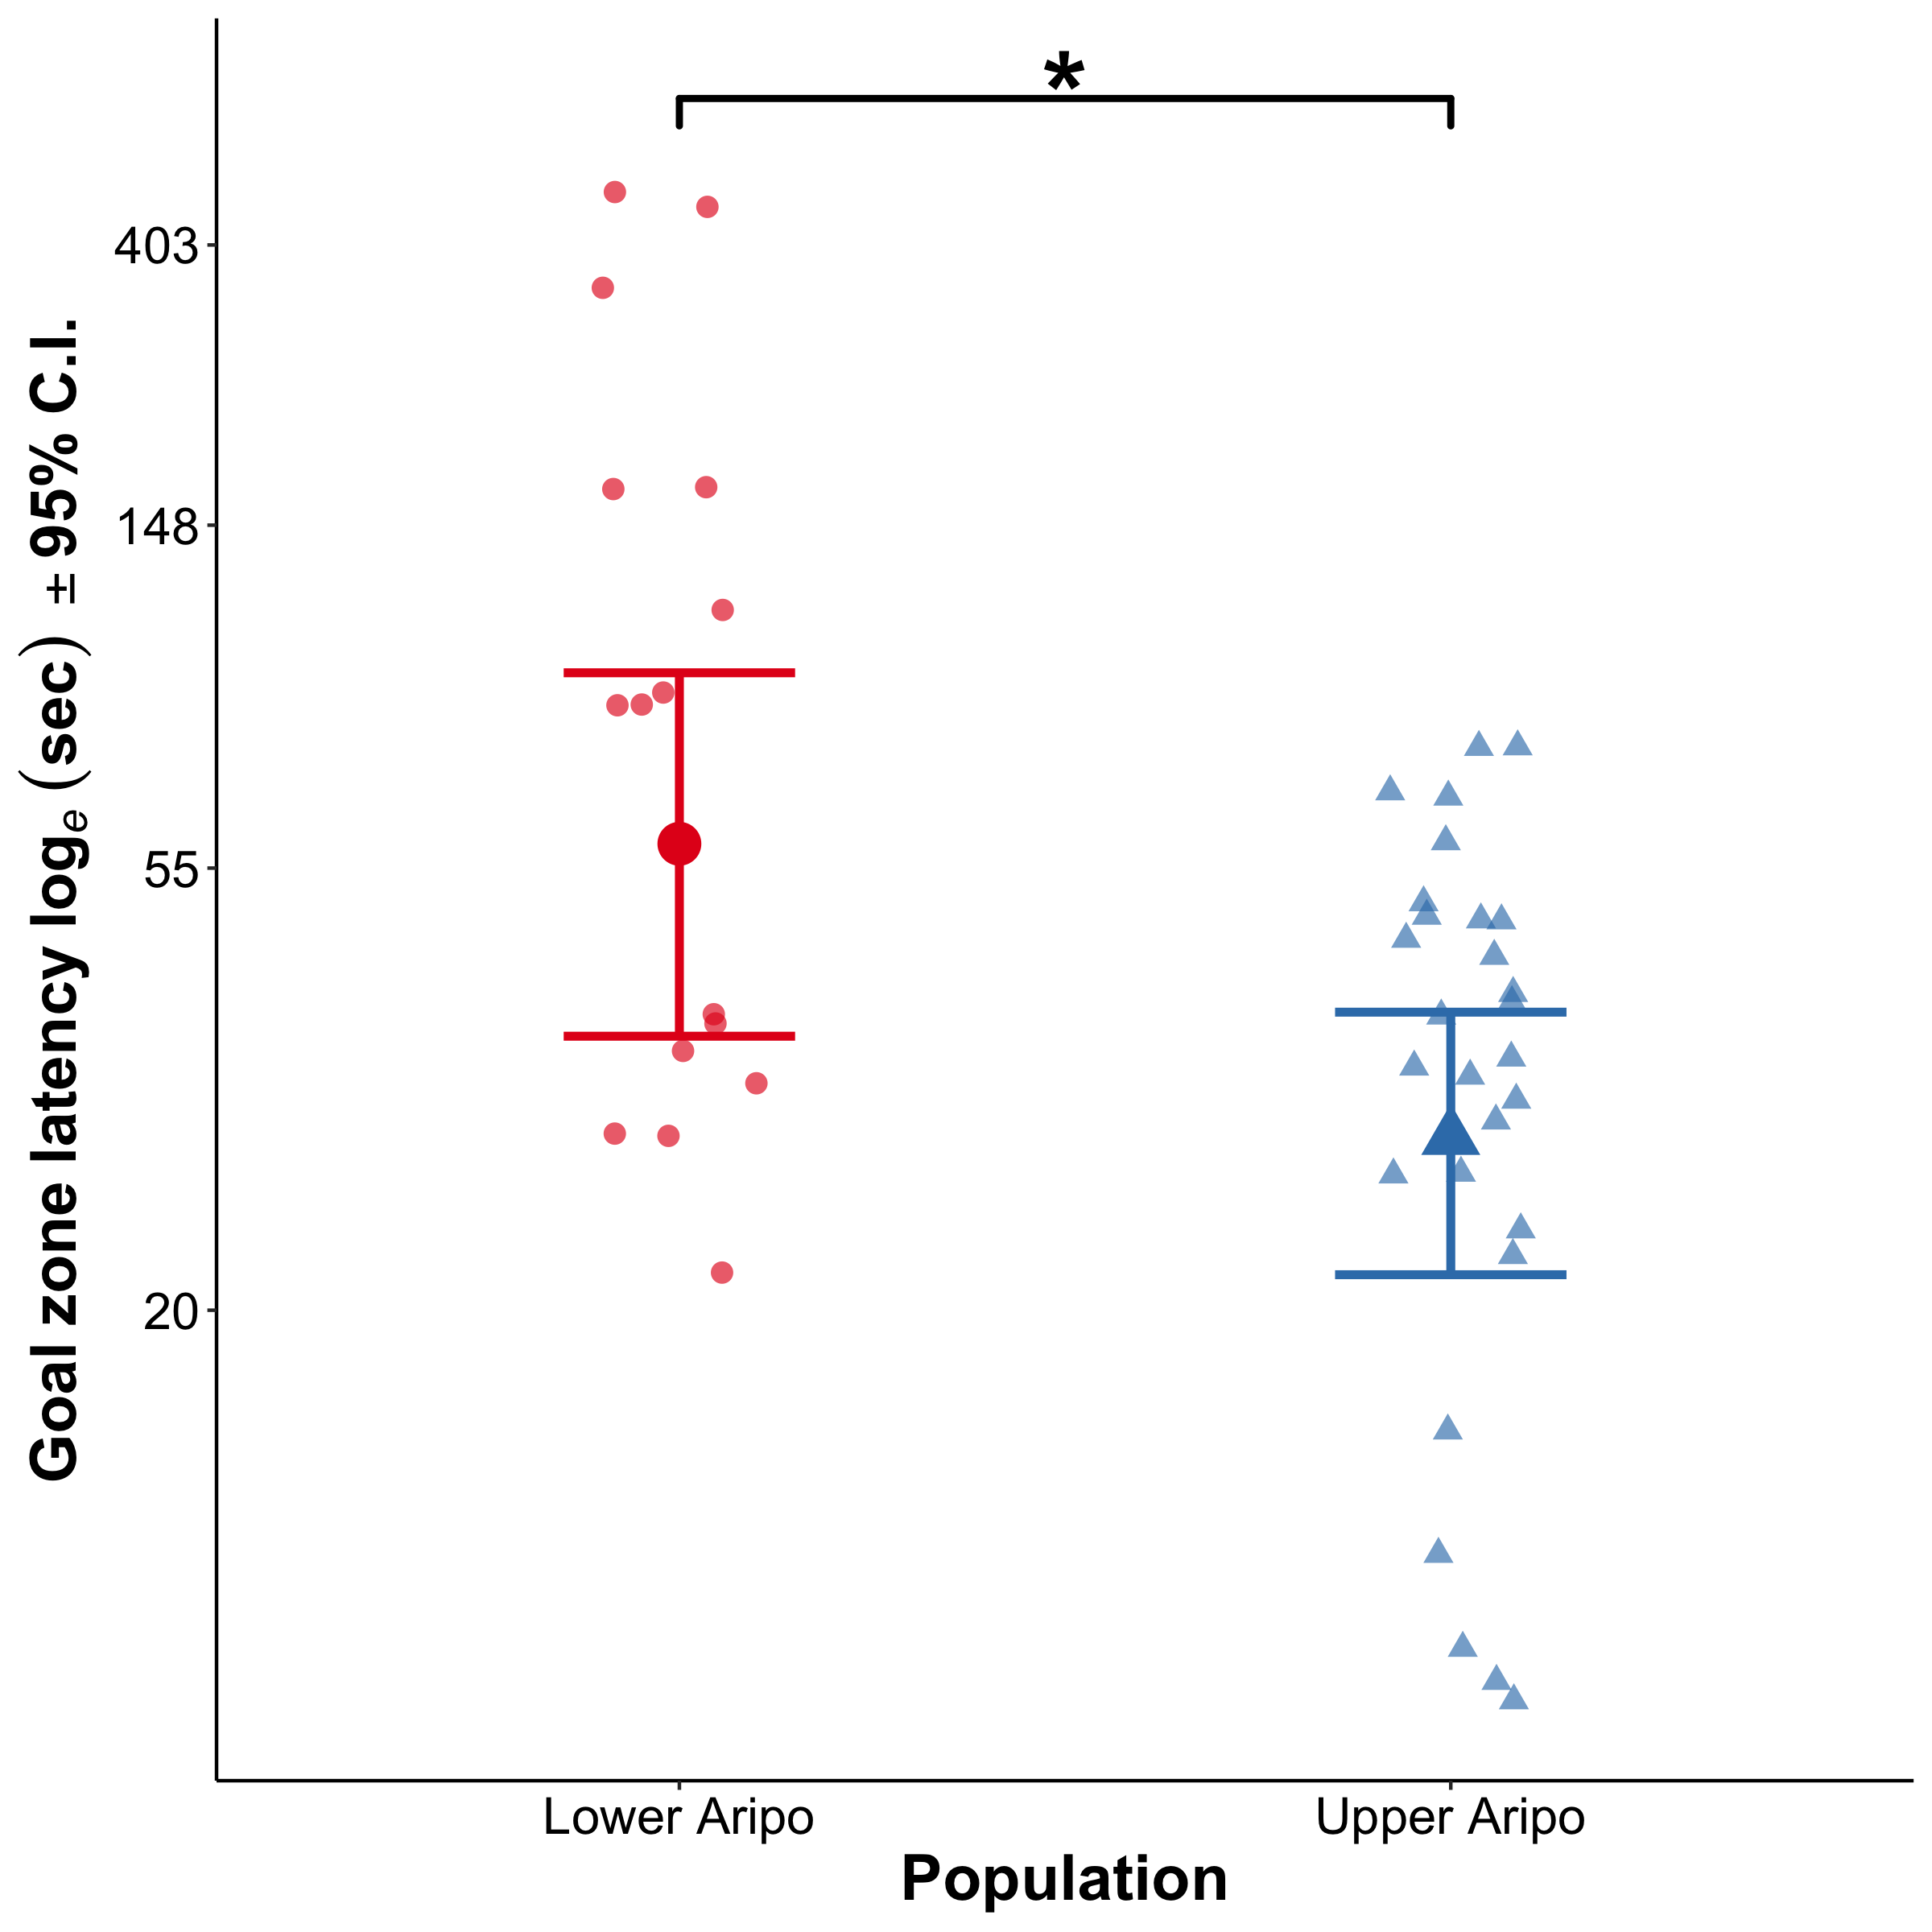 *
403
148
55
20
Goal zone latency logₑ (sec) ± 95% C.I.
Lower Aripo
Upper Aripo
Population